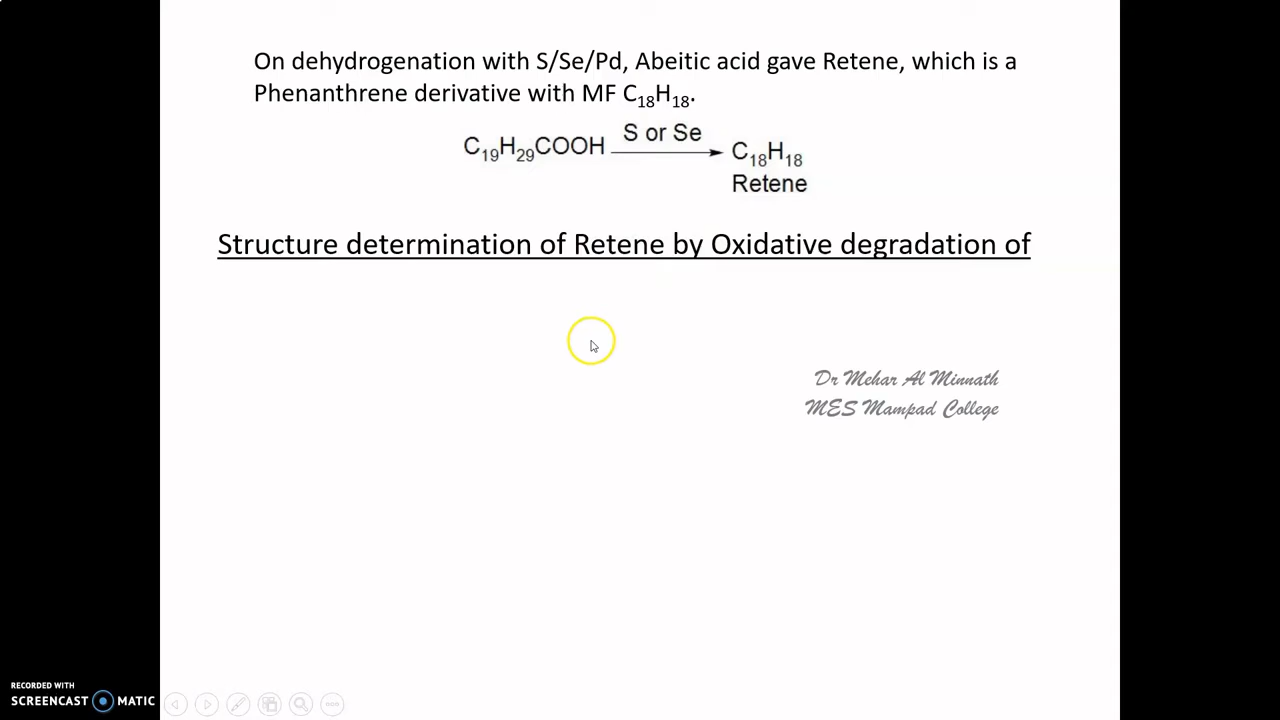 On dehydrogenation with S/Se/Pd, Abeitic acid gave Retene, which is a
Phenanthrene derivative with MF C₁₈H₁₈.
C₁₉H₂₉COOH S or Se C₁₈H₁₈
Retene
Structure determination of Retene by Oxidative degradation of
Dr Mehar Al Minnath
MES Mampad College
RECORDED WITH
SCREENCAST MATIC